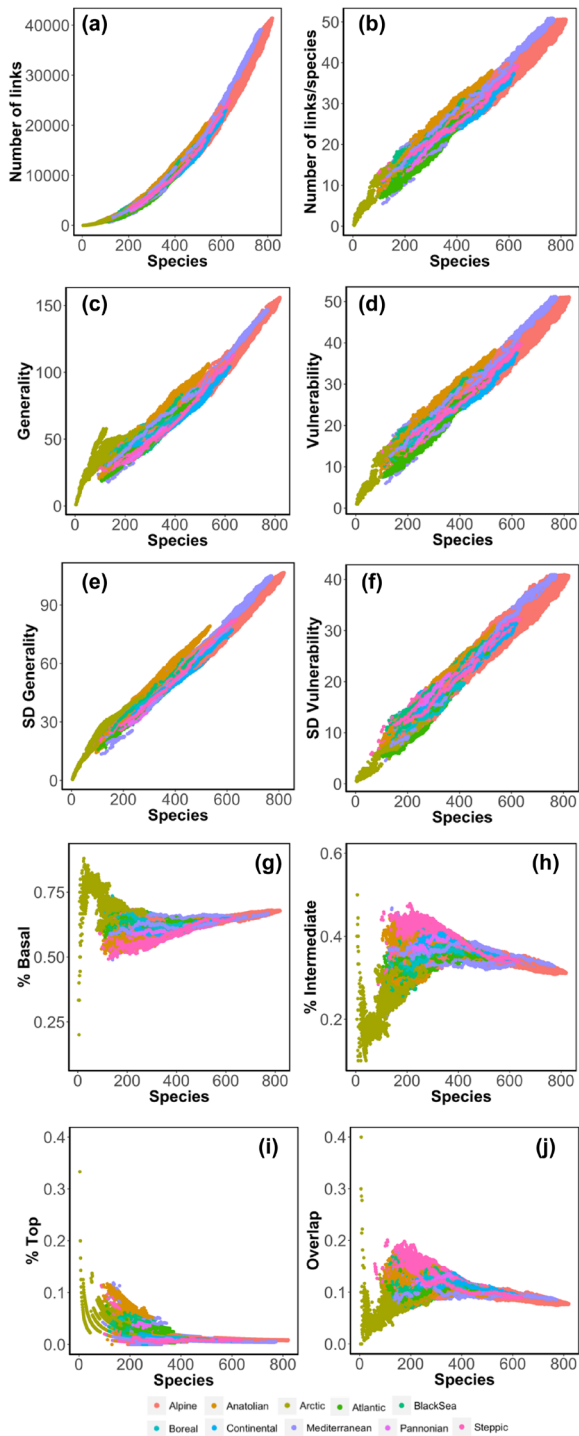 (a)
40000
30000
20000
10000
0
Number of links
0 200 400 600 800
Species
(b)
50
40
30
20
10
0
Number of links/species
0 200 400 600 800
Species
(c)
150
100
50
0
Generality
0 200 400 600 800
Species
(d)
50
40
30
20
10
0
Vulnerability
0 200 400 600 800
Species
(e)
90
60
30
0
SD Generality
0 200 400 600 800
Species
(f)
40
30
20
10
0
SD Vulnerability
0 200 400 600 800
Species
(g)
0.75
0.50
0.25
% Basal
0 200 400 600 800
Species
(h)
0.6
0.4
0.2
% Intermediate
0 200 400 600 800
Species
(i)
0.4
0.3
0.2
0.1
0.0
% Top
0 200 400 600 800
Species
(j)
0.4
0.3
0.2
0.1
0.0
Overlap
0 200 400 600 800
Species
Alpine Anatolian Arctic Atlantic BlackSea
Boreal Continental Mediterranean Pannonian Steppic